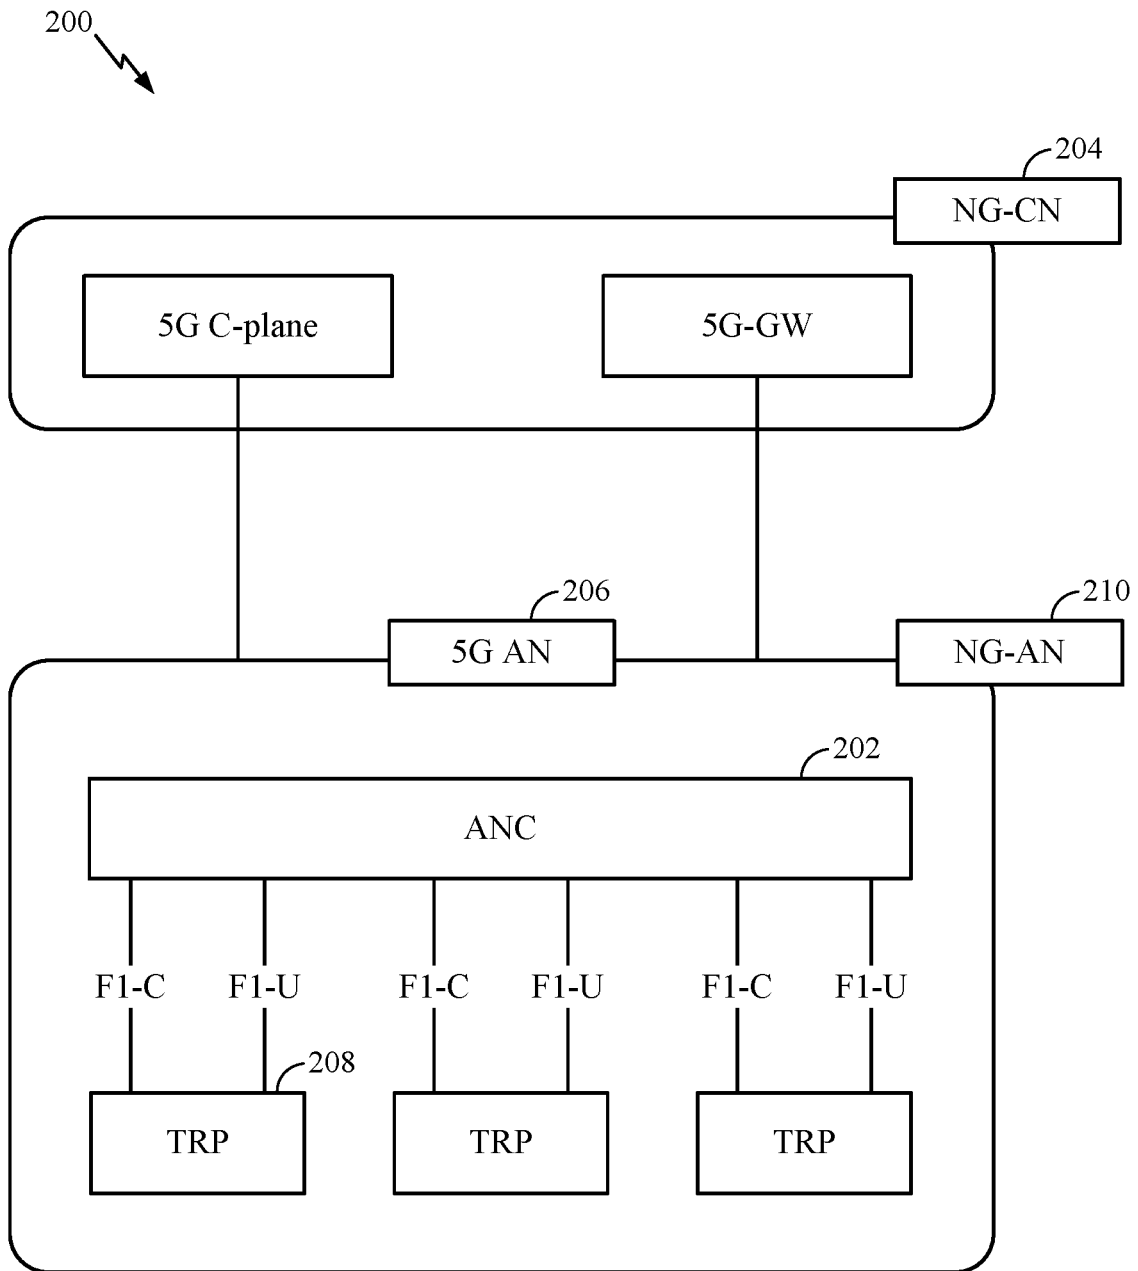 200
204
NG-CN
5G C-plane
5G-GW
206
210
5G AN
NG-AN
202
ANC
F1-C
F1-U
F1-C
F1-U
F1-C
F1-U
208
TRP
TRP
TRP